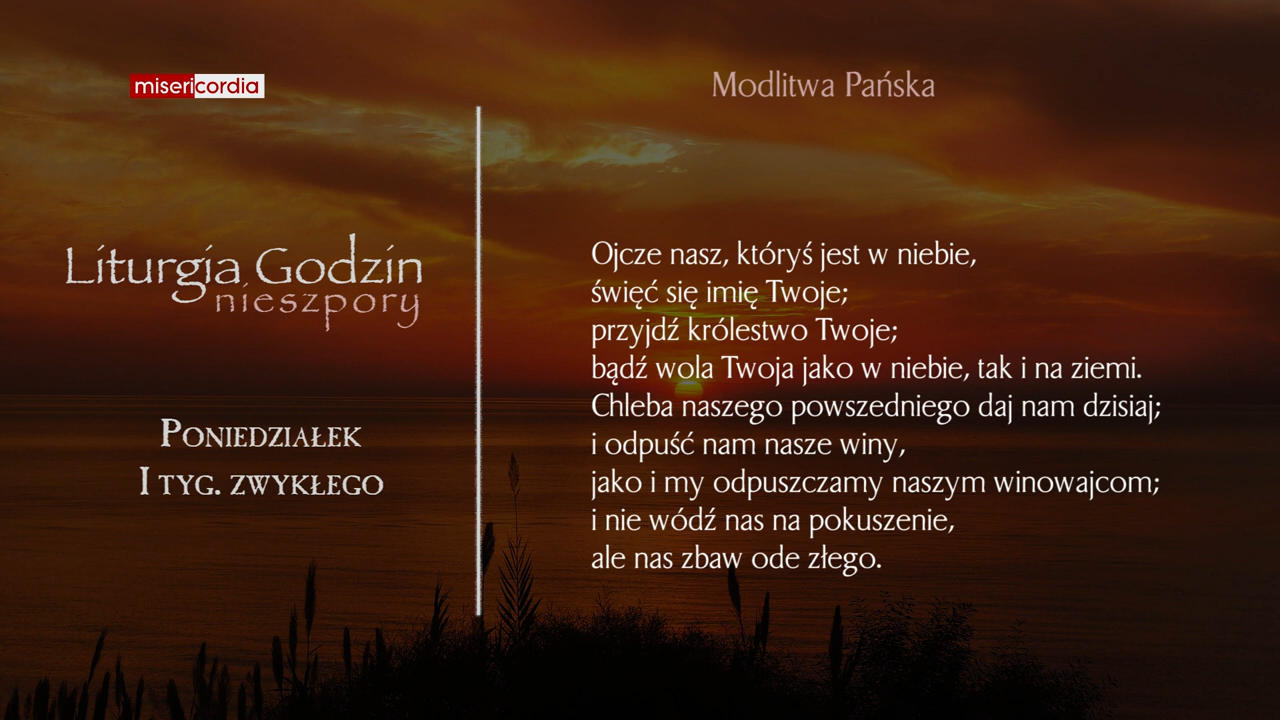 misericordia
Liturgia Godzin
nieszpory
Poniedziałek
I tyg. zwykłego
Modlitwa Pańska
Ojcze nasz, któryś jest w niebie,
święć się imię Twoje;
przyjdź królestwo Twoje;
bądź wola Twoja jako w niebie, tak i na ziemi.
Chleba naszego powszedniego daj nam dzisiaj;
i odpuść nam nasze winy,
jako i my odpuszczamy naszym winowajcom;
i nie wódź nas na pokuszenie,
ale nas zbaw ode złego.